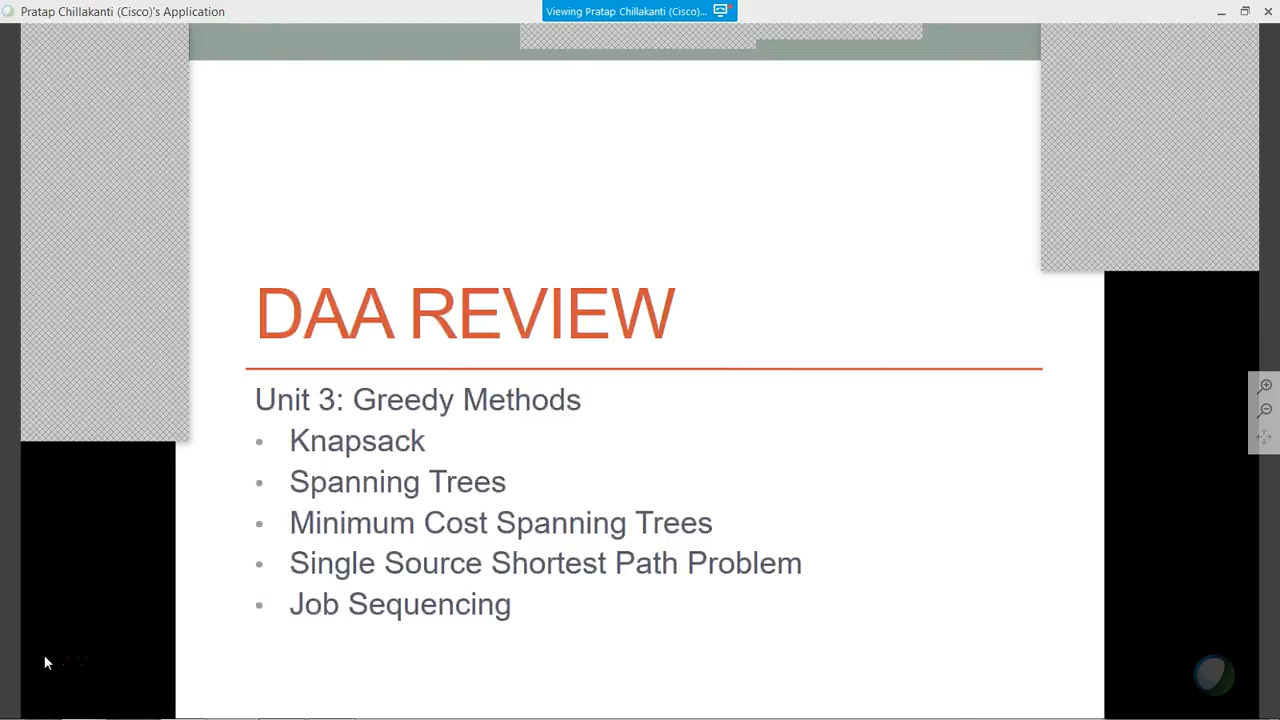 Pratap Chillakanti (Cisco)'s Application
Viewing Pratap Chillakanti (Cisco)...
DAA REVIEW
Unit 3: Greedy Methods
• Knapsack
• Spanning Trees
• Minimum Cost Spanning Trees
• Single Source Shortest Path Problem
• Job Sequencing